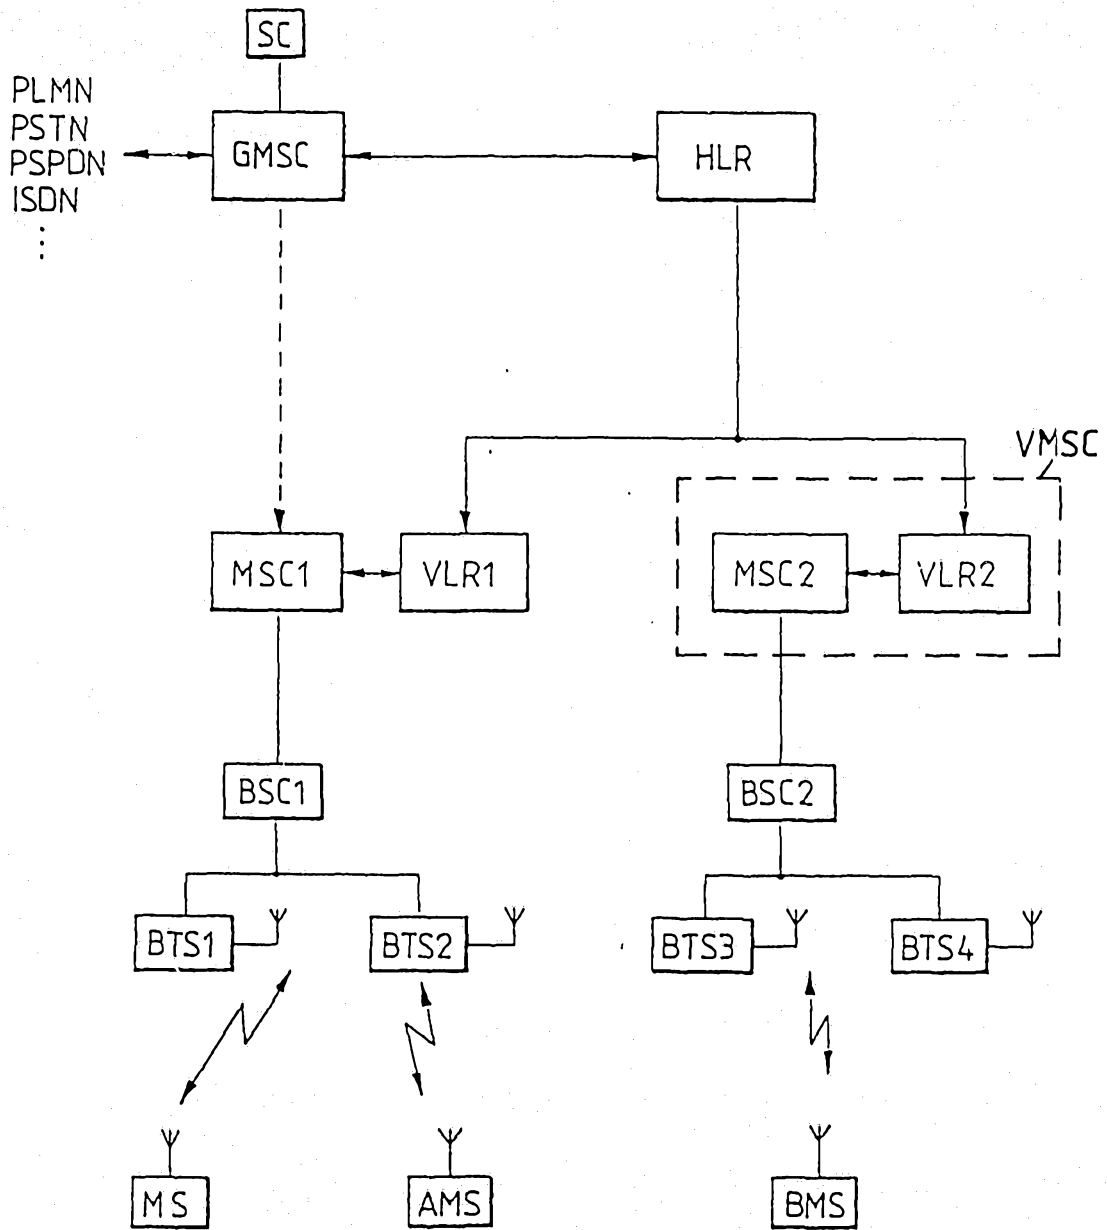 SC
PLMN
PSTN
PSPDN
ISDN
GMSC
HLR
VMSC
MSC1
VLR1
MSC2
VLR2
BSC1
BSC2
BTS1
BTS2
BTS3
BTS4
MS
AMS
BMS